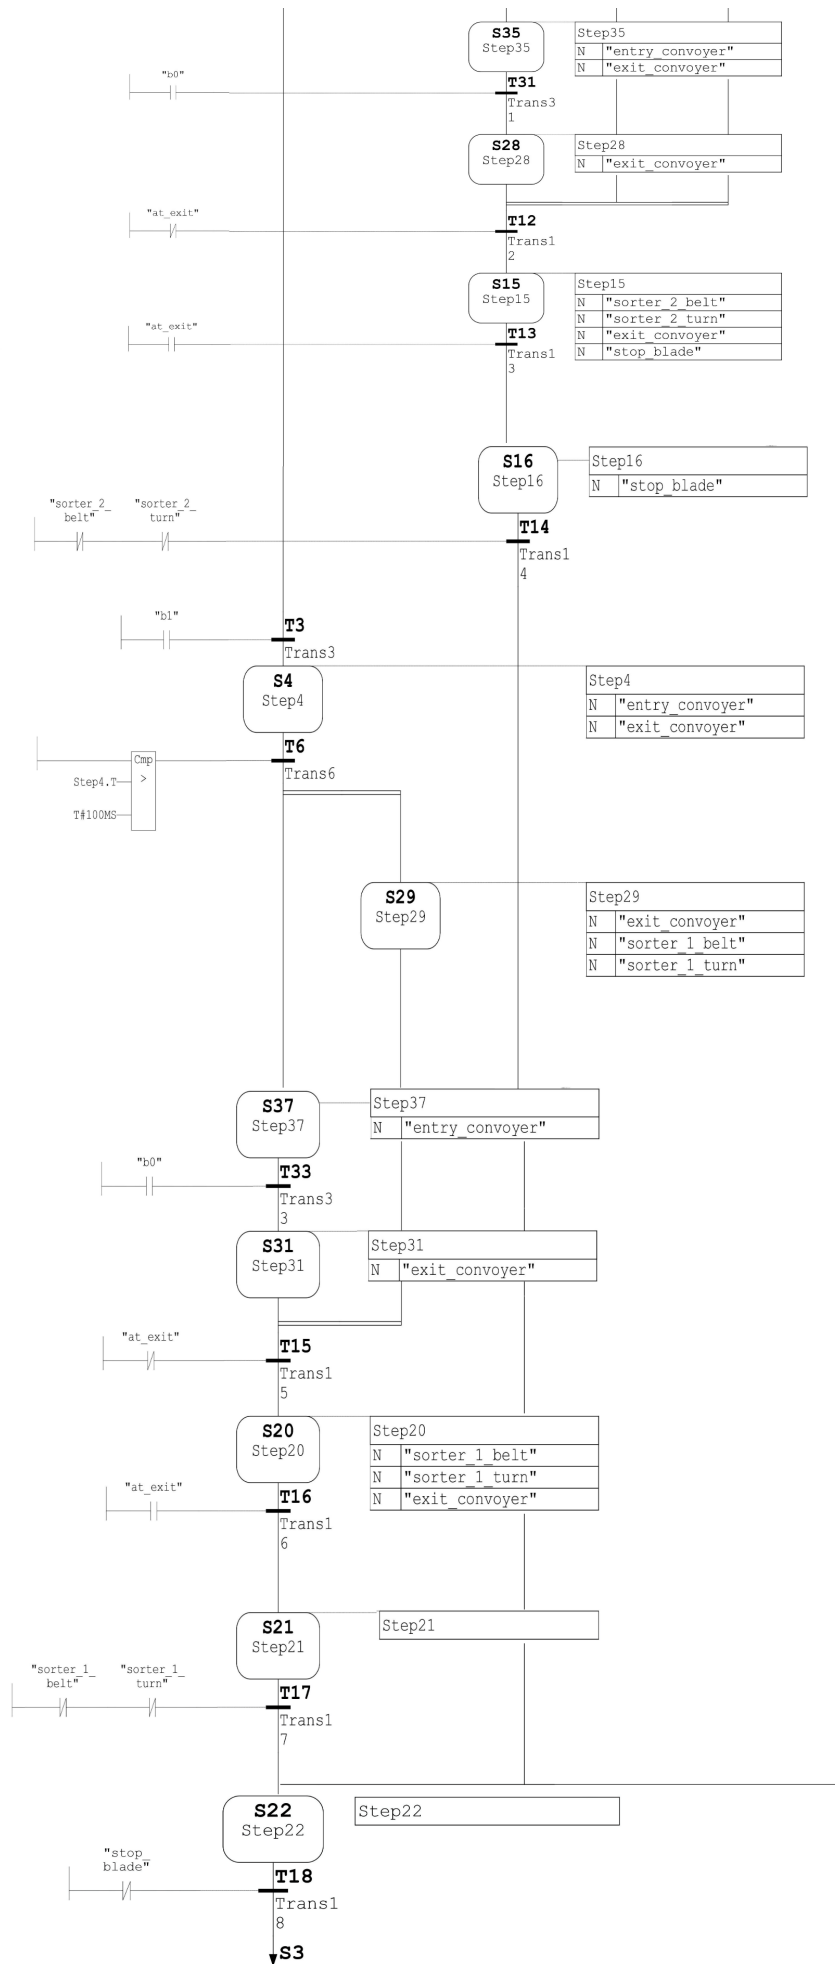 S35
Step35
Step35
N "entry_convoyer"
N "exit_convoyer"
"b0"
T31
Trans3
1
S28
Step28
Step28
N "exit_convoyer"
"at_exit"
T12
Trans1
2
S15
Step15
Step15
N "sorter_2_belt"
N "sorter_2_turn"
N "exit_convoyer"
N "stop_blade"
"at_exit"
T13
Trans1
3
S16
Step16
Step16
N "stop_blade"
"sorter_2_
belt"
"sorter_2_
turn"
T14
Trans1
4
"b1"
T3
Trans3
S4
Step4
Step4
N "entry_convoyer"
N "exit_convoyer"
T6
Trans6
Cmp
>
Step4.T
T#100MS
S29
Step29
Step29
N "exit_convoyer"
N "sorter_1_belt"
N "sorter_1_turn"
S37
Step37
Step37
N "entry_convoyer"
"b0"
T33
Trans3
3
S31
Step31
Step31
N "exit_convoyer"
"at_exit"
T15
Trans1
5
S20
Step20
Step20
N "sorter_1_belt"
N "sorter_1_turn"
N "exit_convoyer"
"at_exit"
T16
Trans1
6
S21
Step21
Step21
"sorter_1_
belt"
"sorter_1_
turn"
T17
Trans1
7
S22
Step22
Step22
"stop_
blade"
T18
Trans1
8
S3